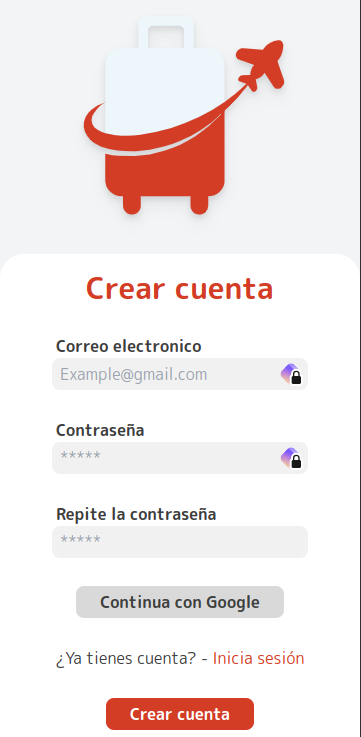 Crear cuenta
Correo electronico
Example@gmail.com
Contraseña
*****
Repite la contraseña
*****
Continua con Google
¿Ya tienes cuenta? - Inicia sesión
Crear cuenta